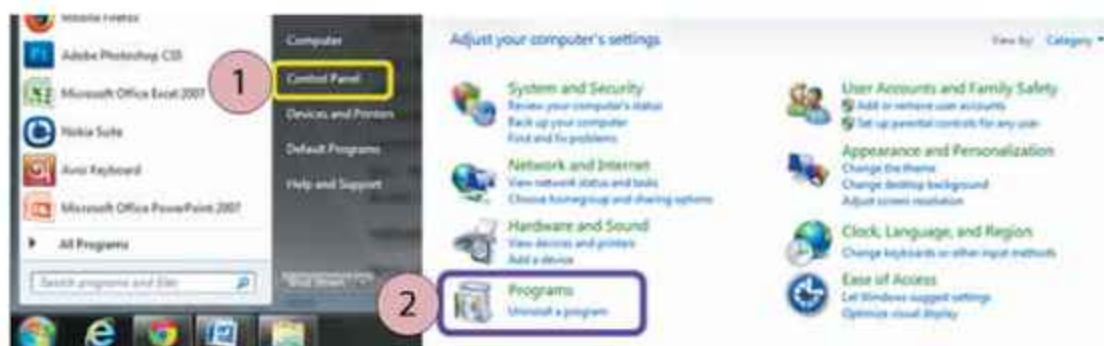 Mozilla Firefox
Adobe Photoshop CS5
Microsoft Office Excel 2007
Nokia Suite
Avro Keyboard
Microsoft Office PowerPoint 2007
All Programs
Search programs and files
1
Computer
Control Panel
Devices and Printers
Default Programs
Help and Support
Adjust your computer's settings
View by: Category
System and Security
Review your computer's status
Back up your computer
Find and fix problems
Network and Internet
View network status and tasks
Choose homegroup and sharing options
Hardware and Sound
View devices and printers
Add a device
2
Programs
Uninstall a program
User Accounts and Family Safety
Add or remove user accounts
Set up parental controls for any user
Appearance and Personalization
Change the theme
Change desktop background
Adjust screen resolution
Clock, Language, and Region
Change keyboards or other input methods
Ease of Access
Let Windows suggest settings
Optimize visual display